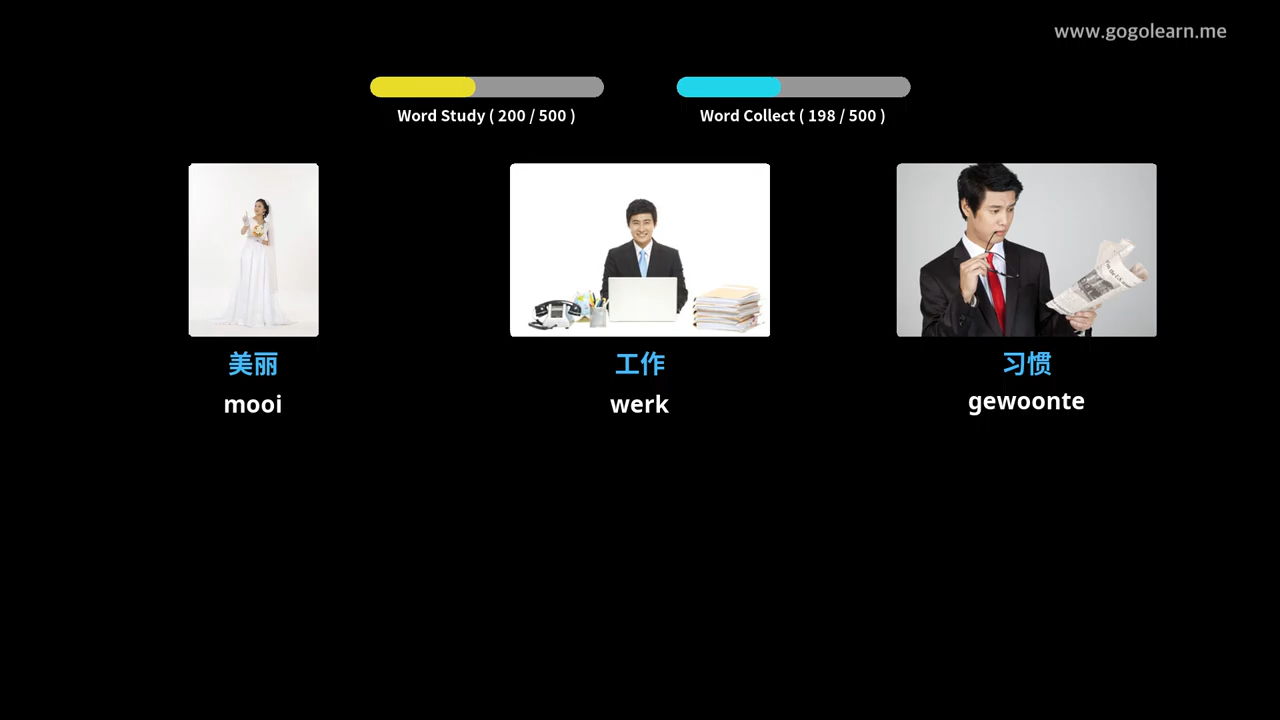 www.gogolearn.me
Word Study ( 200 / 500 )
Word Collect ( 198 / 500 )
美丽
工作
习惯
mooi
werk
gewoonte